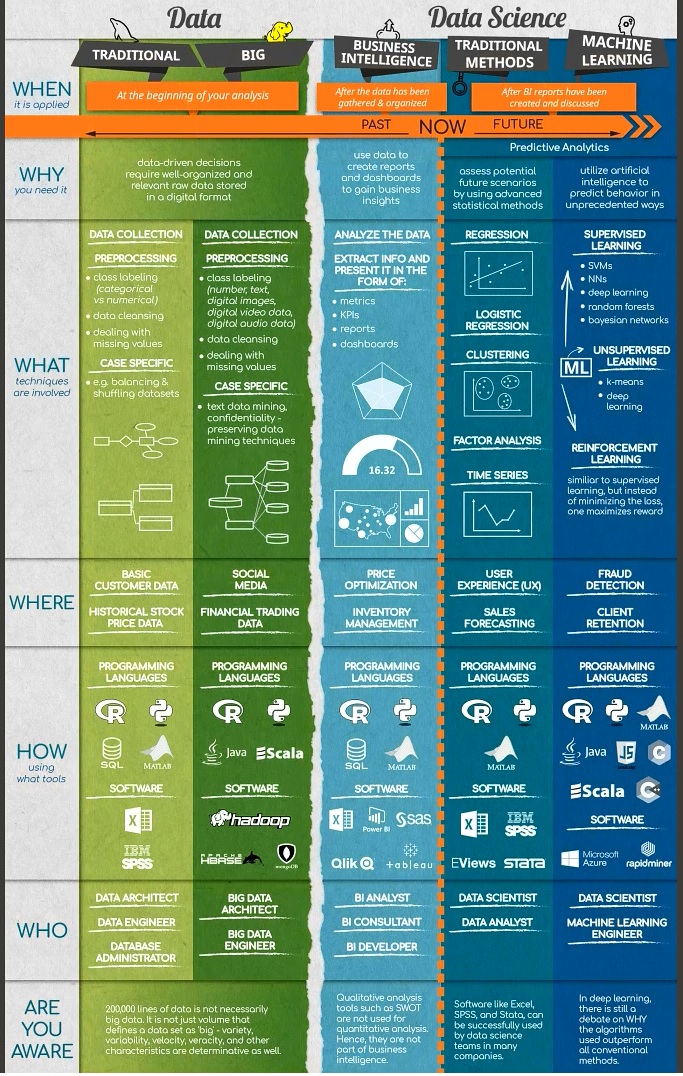 Data
Data Science
TRADITIONAL
BIG
BUSINESS
INTELLIGENCE
TRADITIONAL
METHODS
MACHINE
LEARNING
WHEN
it is applied
At the beginning of your analysis
After the data has been
gathered & organized
After BI reports have been
created and discussed
PAST
NOW
FUTURE
Predictive Analytics
WHY
you need it
data-driven decisions
require well-organized and
relevant raw data stored
in a digital format
use data to
create reports
and dashboards
to gain business
insights
assess potential
future scenarios
by using advanced
statistical methods
utilize artificial
intelligence to
predict behavior in
unprecedented ways
WHAT
techniques
are involved
DATA COLLECTION
PREPROCESSING
• class labeling
(categorical
vs numerical)
• data cleansing
• dealing with
missing values
CASE SPECIFIC
• e.g. balancing &
shuffling datasets
DATA COLLECTION
PREPROCESSING
• class labeling
(number, text,
digital images,
digital video data,
digital audio data)
• data cleansing
• dealing with
missing values
CASE SPECIFIC
• text data mining,
confidentiality -
preserving data
mining techniques
ANALYZE THE DATA
EXTRACT INFO AND
PRESENT IT IN THE
FORM OF:
• metrics
• KPIs
• reports
• dashboards
16.32
REGRESSION
LOGISTIC
REGRESSION
CLUSTERING
FACTOR ANALYSIS
TIME SERIES
SUPERVISED
LEARNING
• SVMs
• NNs
• deep learning
• random forests
• bayesian networks
ML
UNSUPERVISED
LEARNING
• k-means
• deep
learning
REINFORCEMENT
LEARNING
similiar to supervised
learning, but instead
of minimizing the loss,
one maximizes reward
WHERE
BASIC
CUSTOMER DATA
HISTORICAL STOCK
PRICE DATA
SOCIAL
MEDIA
FINANCIAL TRADING
DATA
PRICE
OPTIMIZATION
INVENTORY
MANAGEMENT
USER
EXPERIENCE (UX)
SALES
FORECASTING
FRAUD
DETECTION
CLIENT
RETENTION
HOW
using
what tools
PROGRAMMING
LANGUAGES
R
SQL
MATLAB
SOFTWARE
X
IBM
SPSS
PROGRAMMING
LANGUAGES
R
Java
Scala
SOFTWARE
hadoop
APACHE
HBASE
mongoDB
PROGRAMMING
LANGUAGES
R
SQL
MATLAB
SOFTWARE
X
Power BI
sas
Qlik
+ableau
PROGRAMMING
LANGUAGES
R
MATLAB
SOFTWARE
X
IBM
SPSS
EViews
STATA
PROGRAMMING
LANGUAGES
R
MATLAB
Java
JS
C
Scala
C++
SOFTWARE
Microsoft
Azure
rapidminer
WHO
DATA ARCHITECT
DATA ENGINEER
DATABASE
ADMINISTRATOR
BIG DATA
ARCHITECT
BIG DATA
ENGINEER
BI ANALYST
BI CONSULTANT
BI DEVELOPER
DATA SCIENTIST
DATA ANALYST
DATA SCIENTIST
MACHINE LEARNING
ENGINEER
ARE
YOU
AWARE
200,000 lines of data is not necessarily
big data. It is not just volume that
defines a data set as 'big' - variety,
variability, velocity, veracity, and other
characteristics are determinative as well.
Qualitative analysis
tools such as SWOT
are not used for
quantitative analysis.
Hence, they are not
part of business
intelligence.
Software like Excel,
SPSS, and Stata, can
be successfully used
by data science
teams in many
companies.
In deep learning,
there is still a
debate on WHY
the algorithms
used outperform
all conventional
methods.